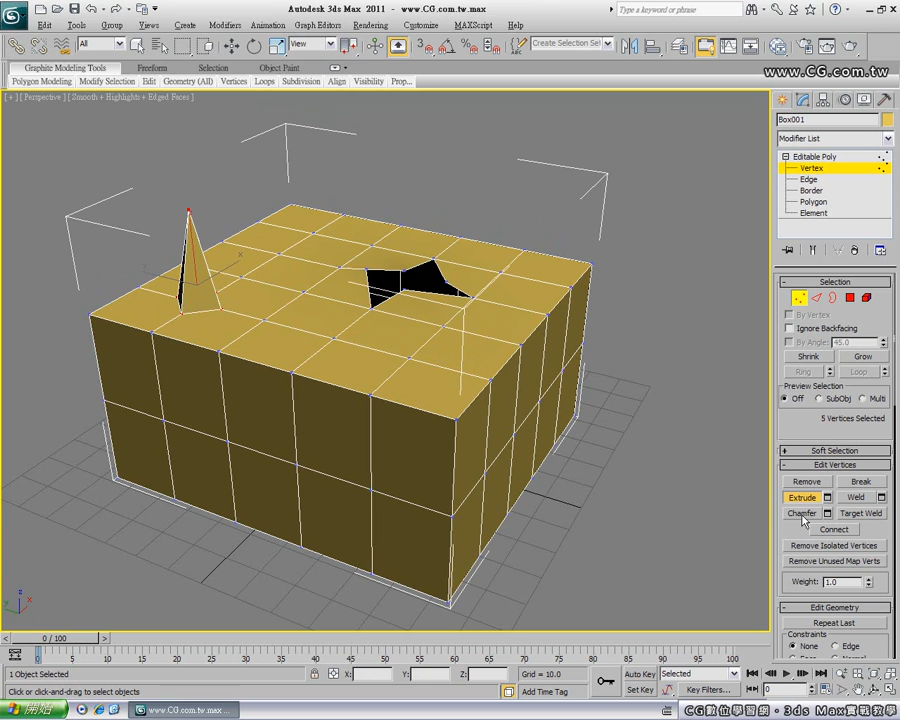 Autodesk 3ds Max 2011 - www.CG.com.tw.max
Type a keyword or phrase
Edit Tools Group Views Create Modifiers Animation Graph Editors Rendering Customize MAXScript Help
All
View
Create Selection Se
Graphite Modeling Tools Freeform Selection Object Paint
Polygon Modeling Modify Selection Edit Geometry (All) Vertices Loops Subdivision Align Visibility Prop...
www.CG.com.tw
[ + ] [ Perspective ] [ Smooth + Highlights + Edged Faces ]
Box001
Modifier List
Editable Poly
Vertex
Edge
Border
Polygon
Element
Selection
By Vertex
Ignore Backfacing
By Angle: 45.0
Shrink Grow
Ring Loop
Preview Selection
Off SubObj Multi
5 Vertices Selected
Soft Selection
Edit Vertices
Remove Break
Extrude Weld
Chamfer Target Weld
Connect
Remove Isolated Vertices
Remove Unused Map Verts
Weight: 1.0
Edit Geometry
Repeat Last
Constraints
None Edge
x
z y x
0 / 100
0 5 10 15 20 25 30 35 40 45 50 55 60 65 70 75 80 85 90 95 100
1 Object Selected X: Y: Z: Grid = 10.0 Auto Key Selected
Click or click-and-drag to select objects Add Time Tag Set Key Key Filters... 0
開始 www.CG.com.tw.max ... CG數位學習網・3ds Max實戰教學